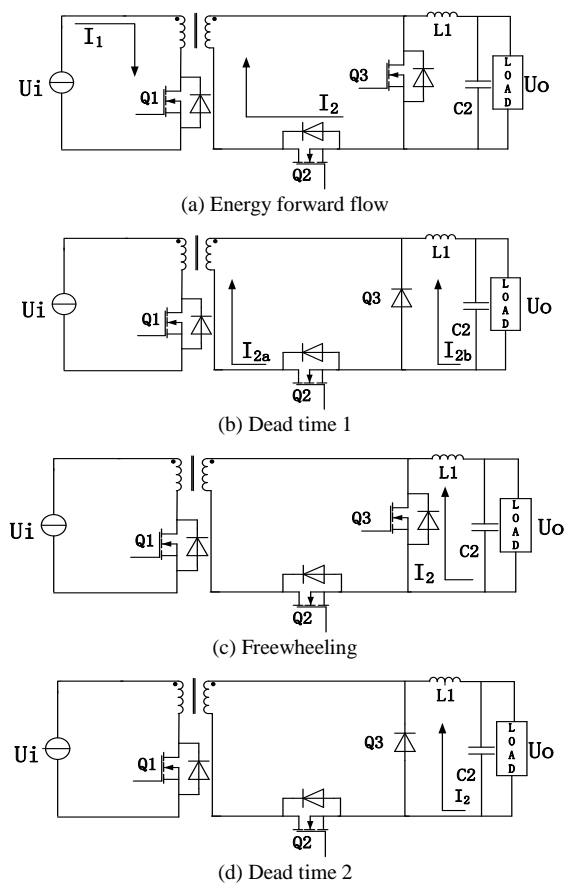 I1
Ui
Q1
I2
Q2
Q3
L1
C2
LOAD
Uo
(a) Energy forward flow
Ui
Q1
I2a
Q2
Q3
L1
I2b
C2
LOAD
Uo
(b) Dead time 1
Ui
Q1
Q2
Q3
L1
I2
C2
LOAD
Uo
(c) Freewheeling
Ui
Q1
Q2
Q3
L1
I2
C2
LOAD
Uo
(d) Dead time 2